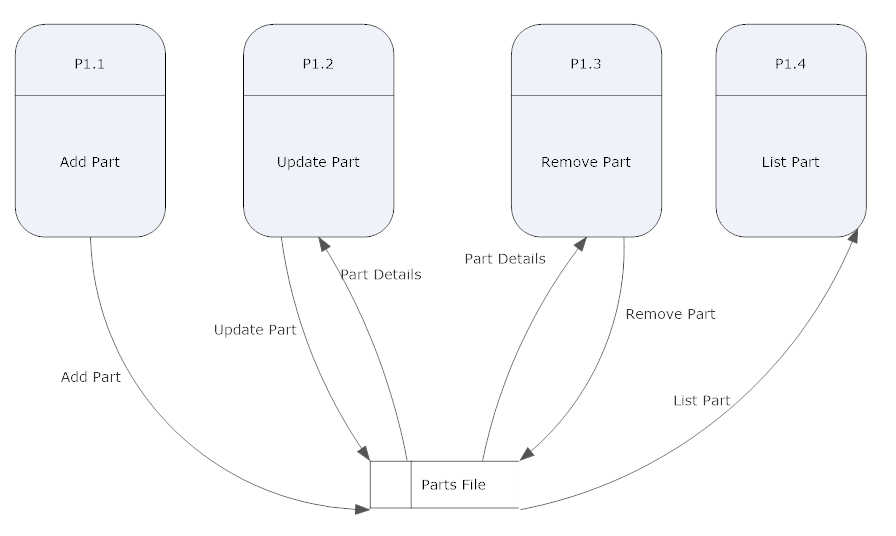 P1.1
P1.2
P1.3
P1.4
Add Part
Update Part
Remove Part
List Part
Part Details
Part Details
Remove Part
Update Part
Add Part
List Part
Parts File